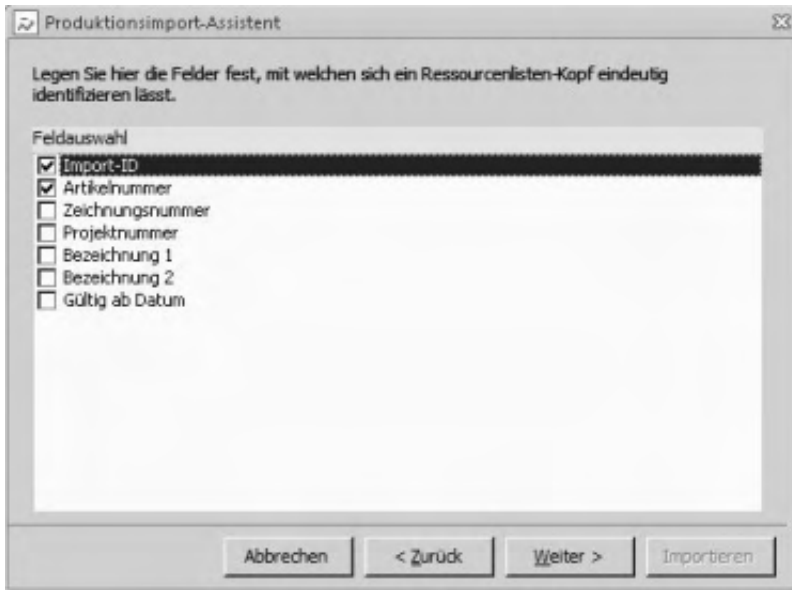 Produktionsimport-Assistent
Legen Sie hier die Felder fest, mit welchen sich ein Ressourcenlisten-Kopf eindeutig
identifizieren lässt.
Feldauswahl
Import-ID
Artikelnummer
Zeichnungsnummer
Projektnummer
Bezeichnung 1
Bezeichnung 2
Gültig ab Datum
Abbrechen < Zurück Weiter > Importieren